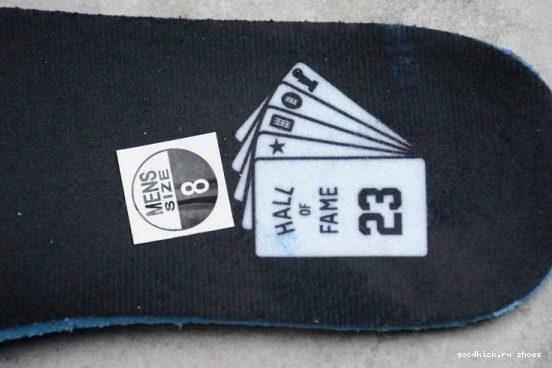 MENS
SIZE
8
HALL
OF
FAME
23
goodkick.ru shoes